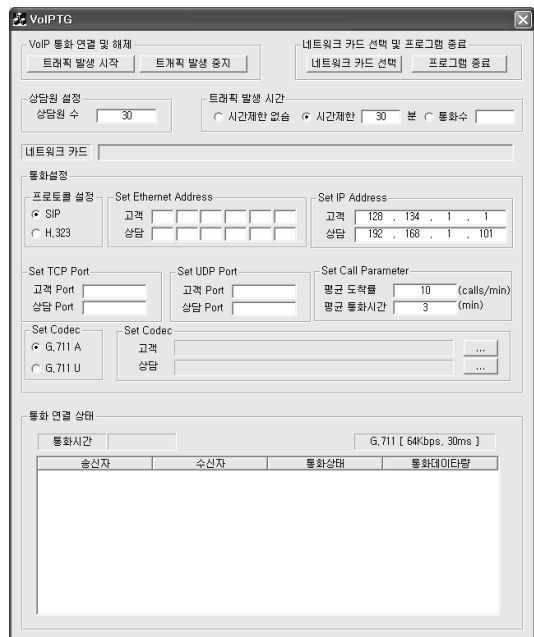 VoIPTG
VoIP 통화 연결 및 해제
트래픽 발생 시작 트개픽 발생 중지
네트워크 카드 선택 및 프로그램 종료
네트워크 카드 선택 프로그램 종료
상담원 설정
상담원 수 30
트래픽 발생 시간
시간제한 없슴 시간제한 30 분 통화수
네트워크 카드
통화설정
프로토콜 설정
SIP
H,323
Set Ethernet Address
고객
상담
Set IP Address
고객 128 . 134 . 1 . 1
상담 192 . 168 . 1 . 101
Set TCP Port
고객 Port
상담 Port
Set UDP Port
고객 Port
상담 Port
Set Call Parameter
평균 도착률 10 (calls/min)
평균 통화시간 3 (min)
Set Codec
G,711 A
G,711 U
Set Codec
고객 ...
상담 ...
통화 연결 상태
통화시간 G,711 [ 64Kbps, 30ms ]
송신자 수신자 통화상태 통화데이타량